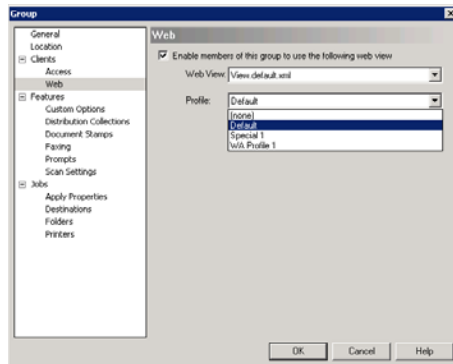 Group
General
Location
Clients
Access
Web
Features
Custom Options
Distribution Collections
Document Stamps
Faxing
Prompts
Scan Settings
Jobs
Apply Properties
Destinations
Folders
Printers
Web
Enable members of this group to use the following web view
Web View: View.default.xml
Profile: Default
(none)
Default
Special 1
WA Profile 1
OK Cancel Help